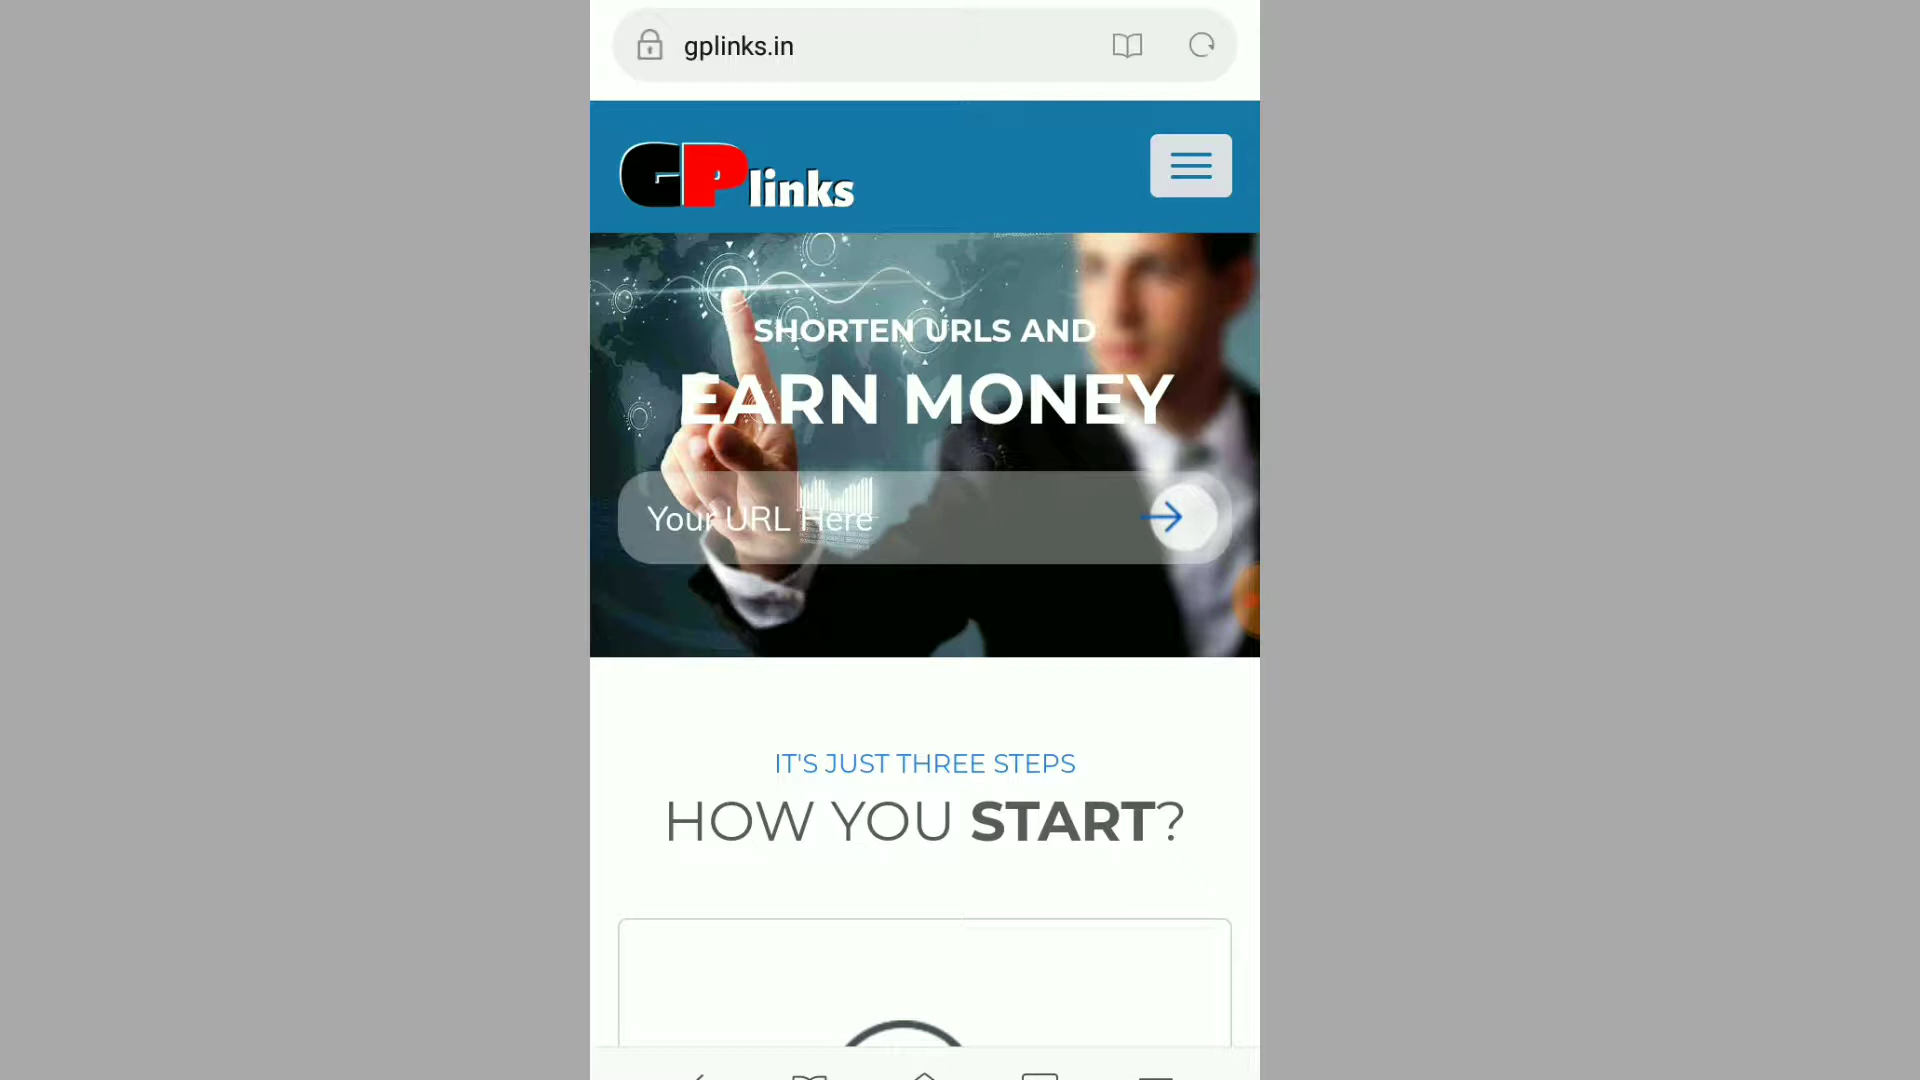 gplinks.in
GPlinks
SHORTEN URLS AND
EARN MONEY
Your URL Here
IT'S JUST THREE STEPS
HOW YOU START?